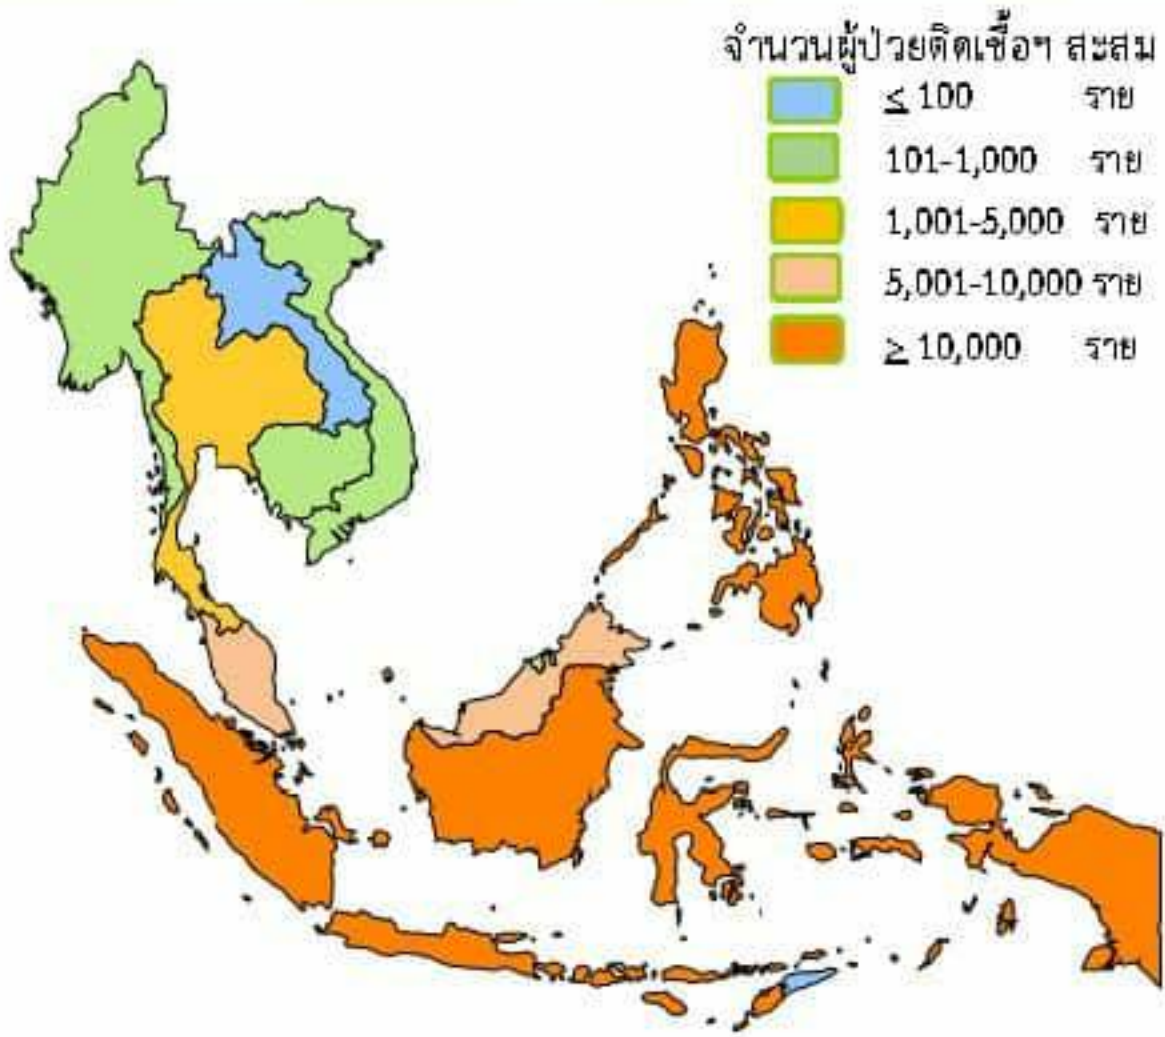 จำนวนผู้ป่วยติดเชื้อฯ สะสม
≤ 100 ราย
101-1,000 ราย
1,001-5,000 ราย
5,001-10,000 ราย
≥ 10,000 ราย